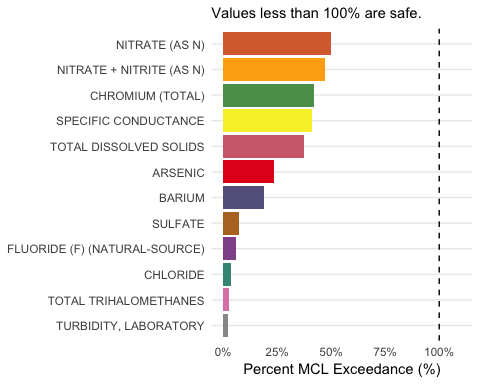 Values less than 100% are safe.
NITRATE (AS N)
NITRATE + NITRITE (AS N)
CHROMIUM (TOTAL)
SPECIFIC CONDUCTANCE
TOTAL DISSOLVED SOLIDS
ARSENIC
BARIUM
SULFATE
FLUORIDE (F) (NATURAL-SOURCE)
CHLORIDE
TOTAL TRIHALOMETHANES
TURBIDITY, LABORATORY
0% 25% 50% 75% 100%
Percent MCL Exceedance (%)